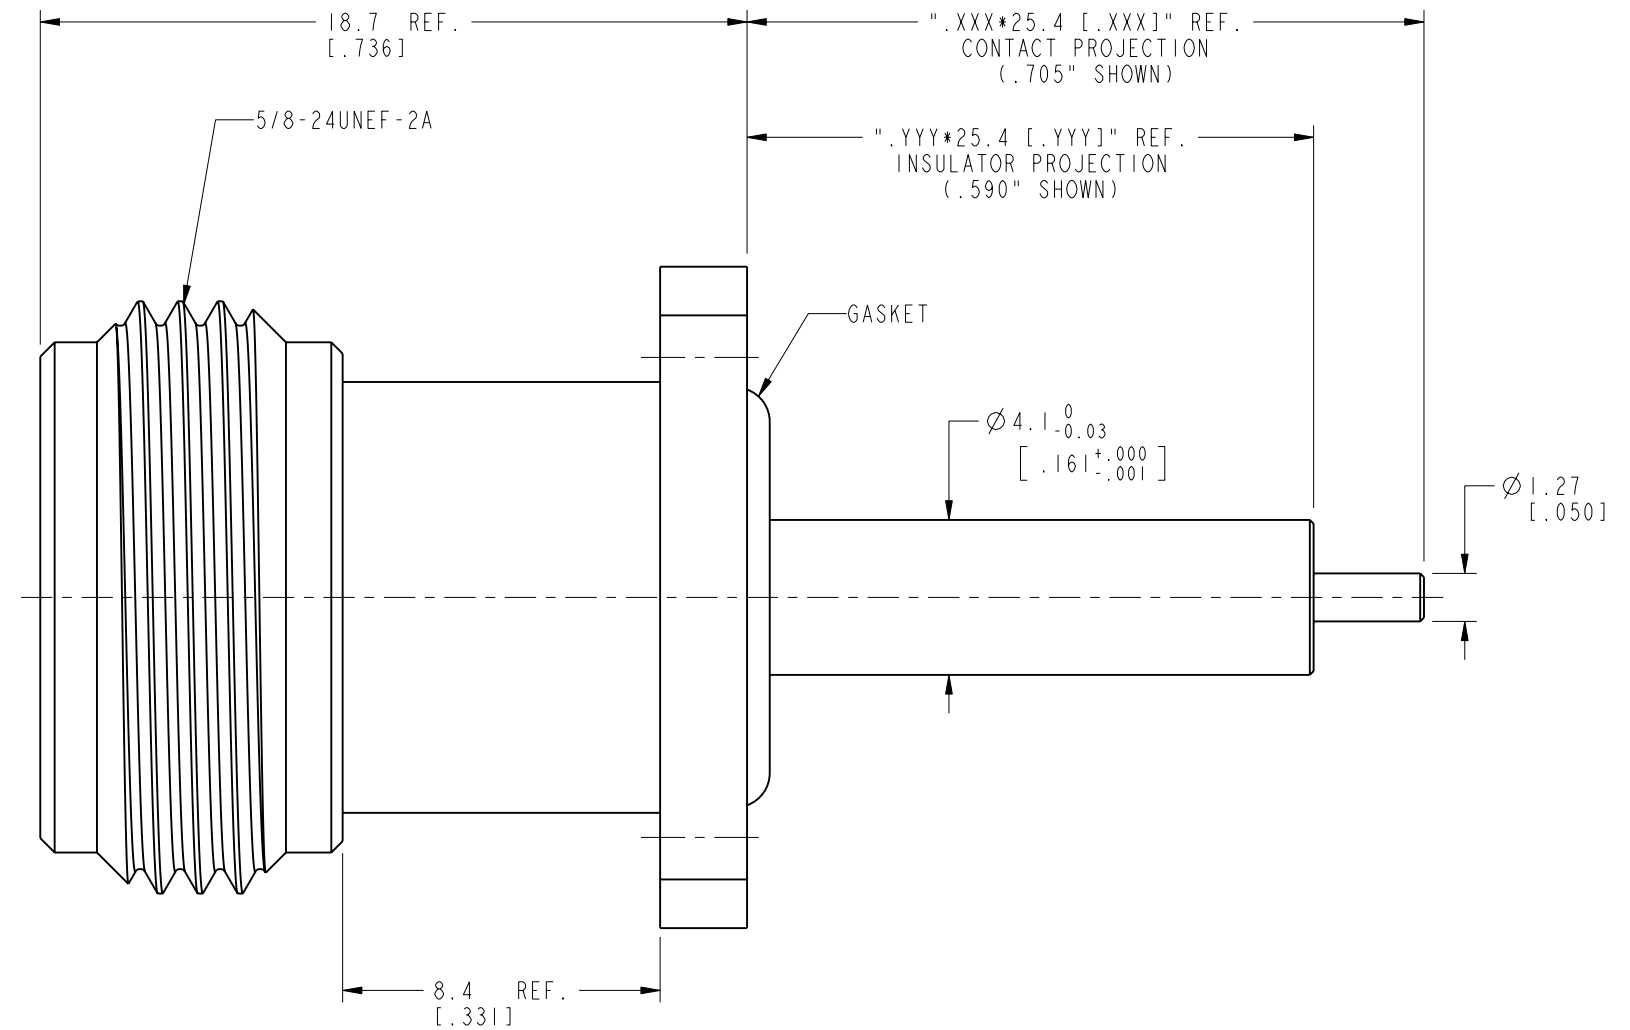 18.7 REF.
[.736]
".XXX*25.4 [.XXX]" REF.
CONTACT PROJECTION
(.705" SHOWN)
5/8-24UNEF-2A
".YYY*25.4 [.YYY]" REF.
INSULATOR PROJECTION
(.590" SHOWN)
GASKET
Ø4.1 0
-0.03
[.161 +.000
-.001]
Ø1.27
[.050]
8.4 REF.
[.331]